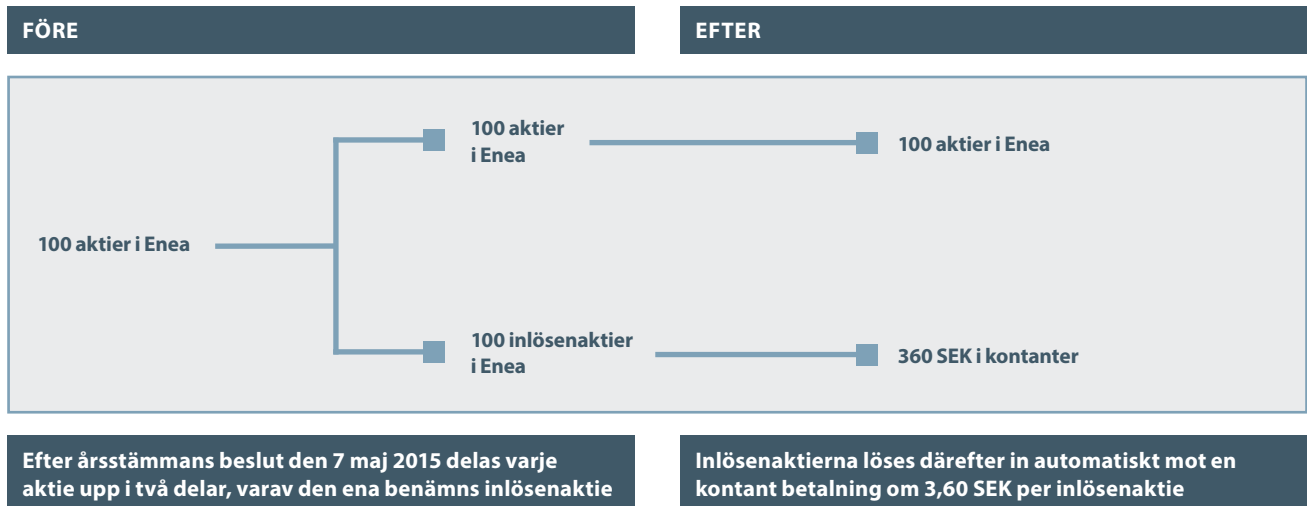 FÖRE
EFTER
100 aktier i Enea
100 aktier
i Enea
100 aktier i Enea
100 inlösenaktier
i Enea
360 SEK i kontanter
Efter årsstämmans beslut den 7 maj 2015 delas varje
aktie upp i två delar, varav den ena benämns inlösenaktie
Inlösenaktierna löses därefter in automatiskt mot en
kontant betalning om 3,60 SEK per inlösenaktie